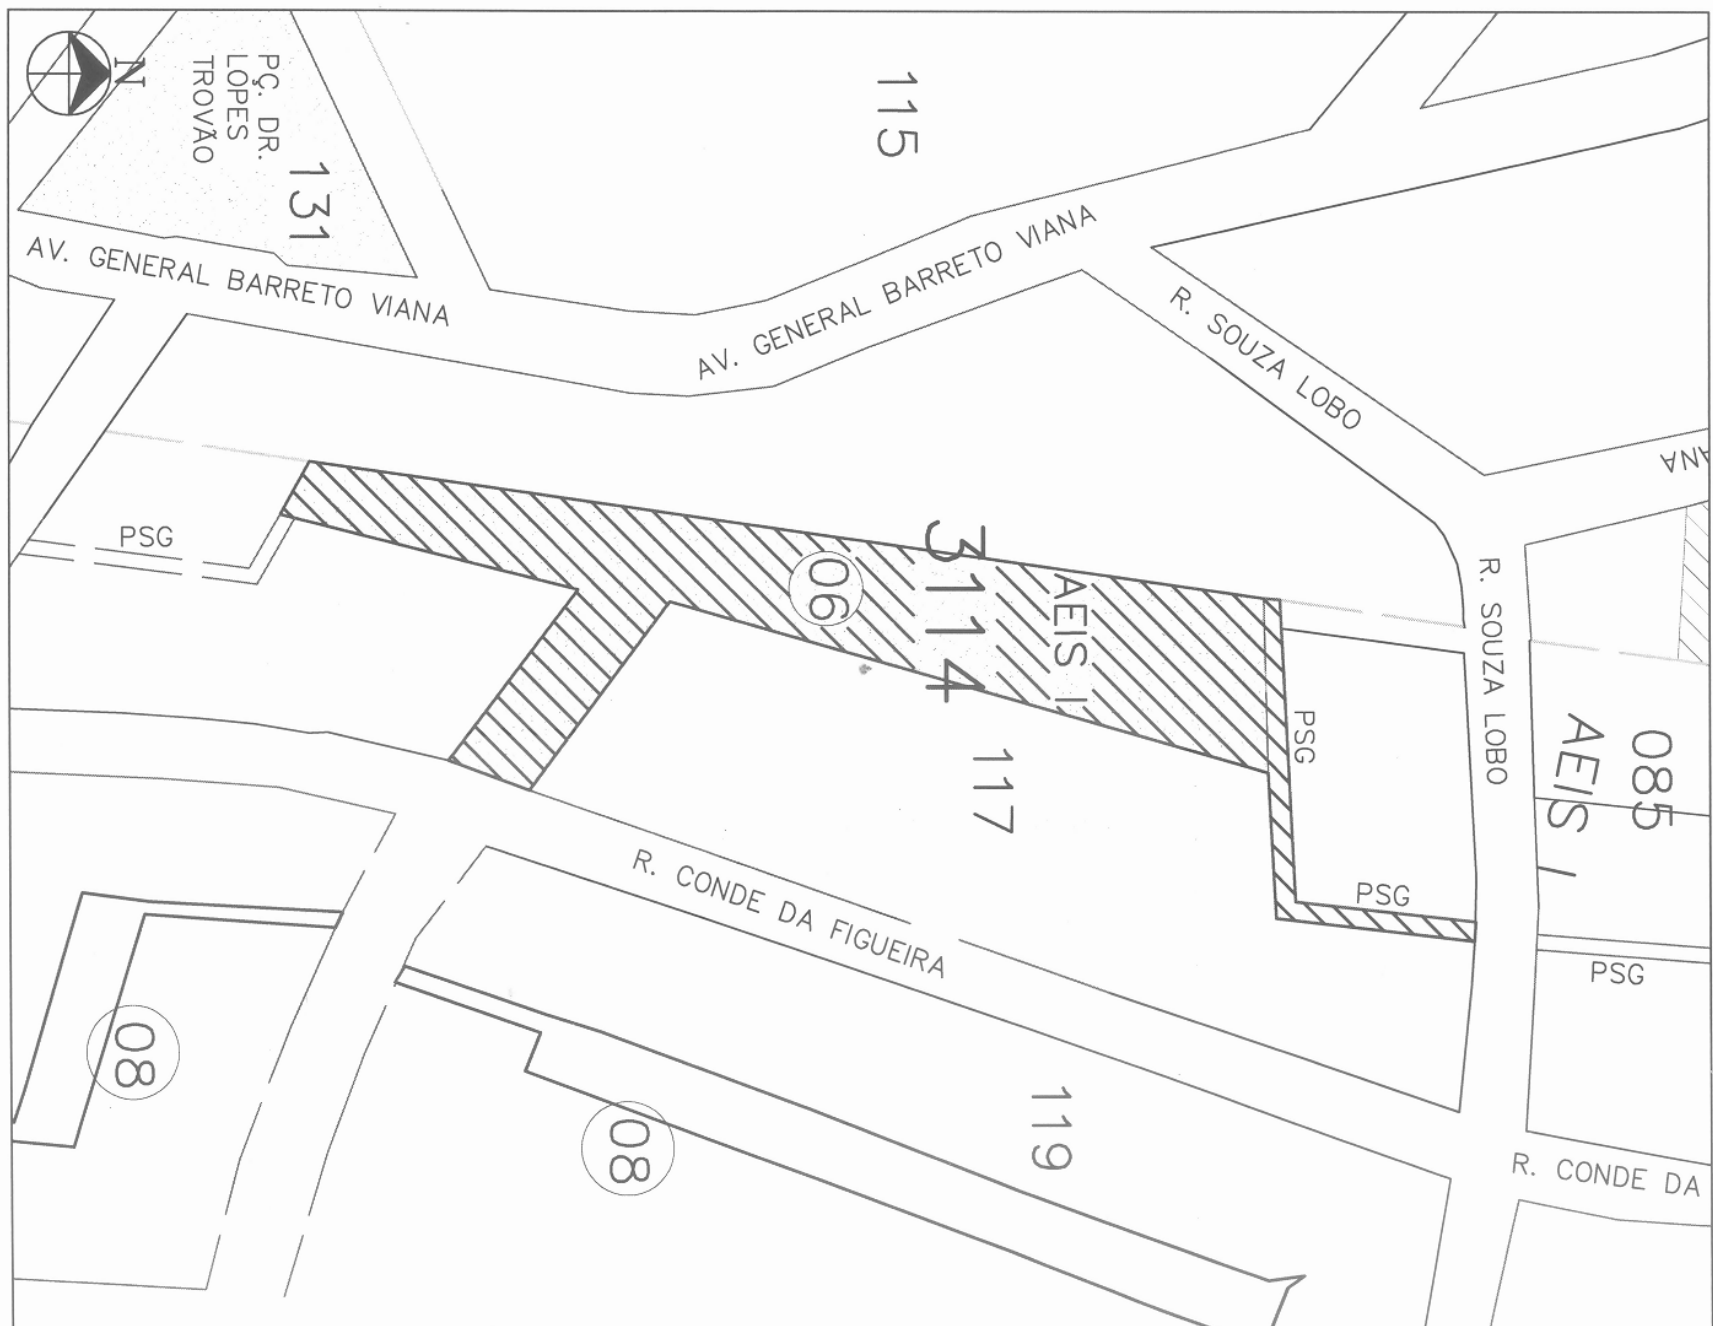 N
PÇ. DR.
LOPES
TROVÃO
131
115
AV. GENERAL BARRETO VIANA
AV. GENERAL BARRETO VIANA
R. SOUZA LOBO
R. SOUZA LOBO
PSG
06
3114
AEIS I
PSG
117
085
AEIS I
PSG
PSG
R. CONDE DA FIGUEIRA
08
08
119
R. CONDE DA